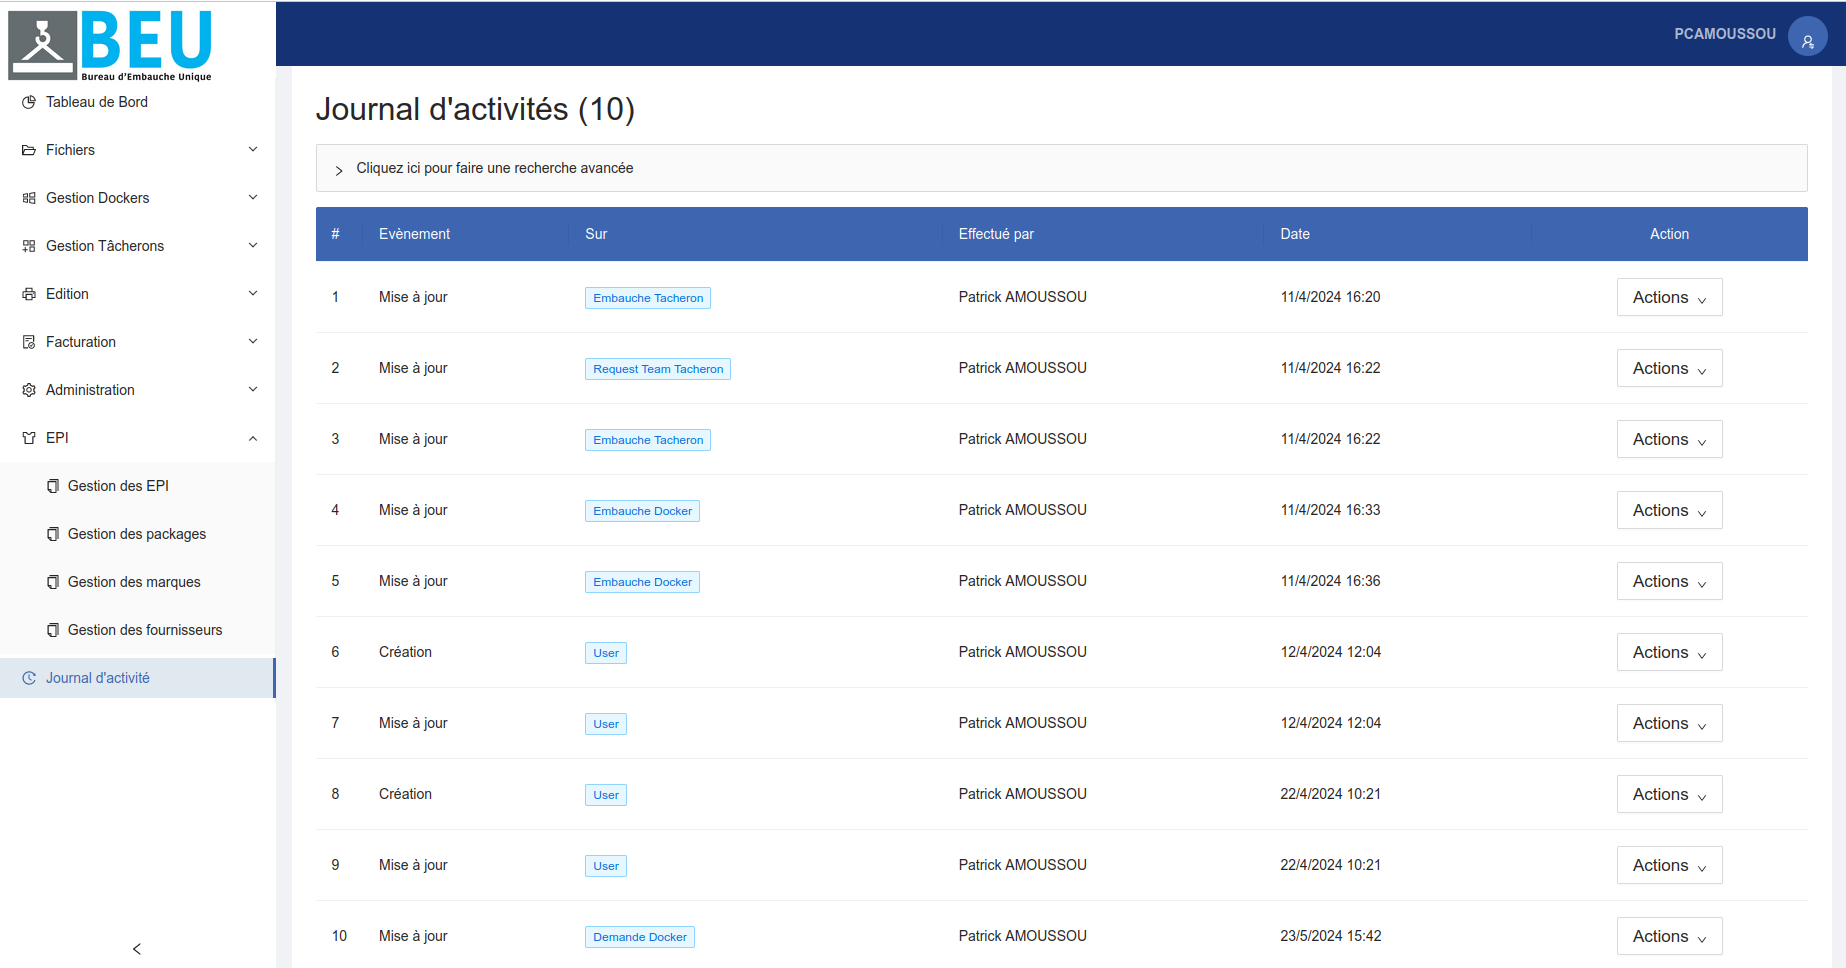 BEU
Bureau d'Embauche Unique
PCAMOUSSOU
Tableau de Bord
Fichiers
Gestion Dockers
Gestion Tâcherons
Edition
Facturation
Administration
EPI
Gestion des EPI
Gestion des packages
Gestion des marques
Gestion des fournisseurs
Journal d'activité
Journal d'activités (10)
Cliquez ici pour faire une recherche avancée
# Evènement Sur Effectué par Date Action
1 Mise à jour Embauche Tacheron Patrick AMOUSSOU 11/4/2024 16:20 Actions
2 Mise à jour Request Team Tacheron Patrick AMOUSSOU 11/4/2024 16:22 Actions
3 Mise à jour Embauche Tacheron Patrick AMOUSSOU 11/4/2024 16:22 Actions
4 Mise à jour Embauche Docker Patrick AMOUSSOU 11/4/2024 16:33 Actions
5 Mise à jour Embauche Docker Patrick AMOUSSOU 11/4/2024 16:36 Actions
6 Création User Patrick AMOUSSOU 12/4/2024 12:04 Actions
7 Mise à jour User Patrick AMOUSSOU 12/4/2024 12:04 Actions
8 Création User Patrick AMOUSSOU 22/4/2024 10:21 Actions
9 Mise à jour User Patrick AMOUSSOU 22/4/2024 10:21 Actions
10 Mise à jour Demande Docker Patrick AMOUSSOU 23/5/2024 15:42 Actions